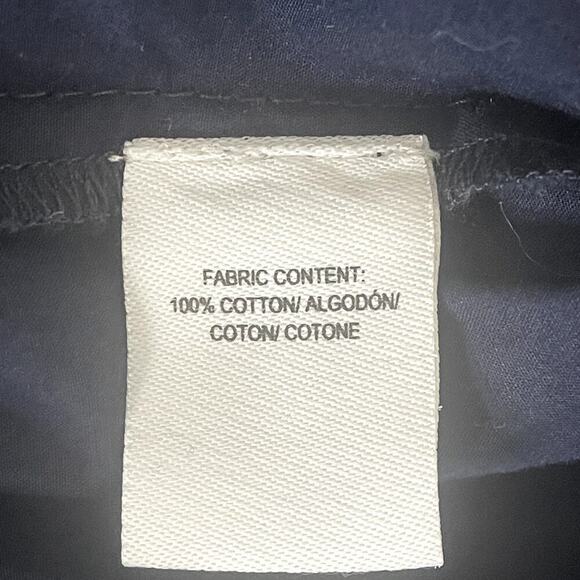 FABRIC CONTENT:
100% COTTON/ ALGODÓN/
COTON/ COTONE